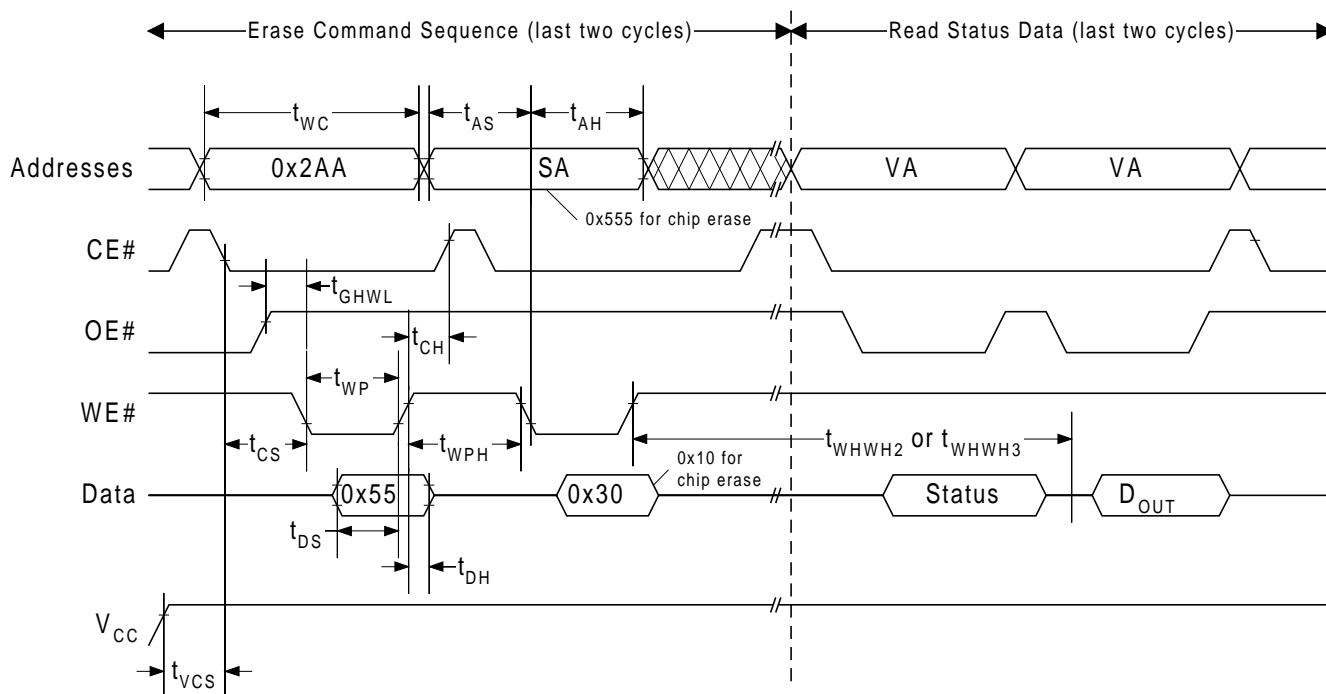 Erase Command Sequence (last two cycles)
Read Status Data (last two cycles)
tWC
tAS
tAH
Addresses
0x2AA
SA
VA
VA
0x555 for chip erase
CE#
tGHWL
OE#
tCH
tWP
WE#
tCS
tWPH
tWHWH2 or tWHWH3
0x10 for
chip erase
Data
0x55
0x30
Status
DOUT
tDS
tDH
VCC
tVCS